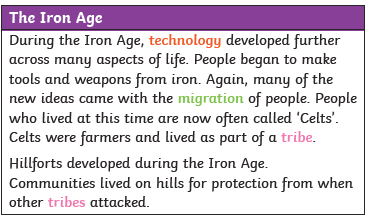 The Iron Age
During the Iron Age, technology developed further
across many aspects of life. People began to make
tools and weapons from iron. Again, many of the
new ideas came with the migration of people. People
who lived at this time are now often called ‘Celts’.
Celts were farmers and lived as part of a tribe.
Hillforts developed during the Iron Age.
Communities lived on hills for protection from when
other tribes attacked.